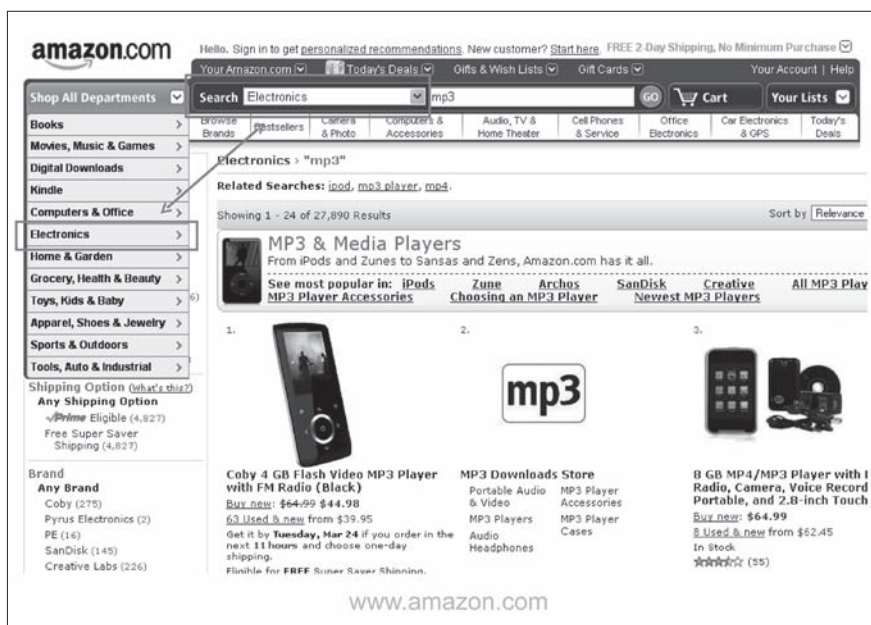 amazon.com
Hello. Sign in to get personalized recommendations. New customer? Start here.
FREE 2-Day Shipping, No Minimum Purchase
Your Amazon.com
Today's Deals
Gifts & Wish Lists
Gift Cards
Your Account | Help
Shop All Departments
Search Electronics mp3 GO Cart Your Lists
Browse Brands
Bestsellers
Camera & Photo
Computers & Accessories
Audio, TV & Home Theater
Cell Phones & Service
Office Electronics
Car Electronics & GPS
Today's Deals
Books
Movies, Music & Games
Digital Downloads
Kindle
Computers & Office
Electronics
Home & Garden
Grocery, Health & Beauty
Toys, Kids & Baby
Apparel, Shoes & Jewelry
Sports & Outdoors
Tools, Auto & Industrial
Shipping Option (What's this?)
Any Shipping Option
Prime Eligible (4,827)
Free Super Saver
Shipping (4,827)
Brand
Any Brand
Coby (275)
Pyrus Electronics (2)
PE (16)
SanDisk (145)
Creative Labs (226)
Electronics › "mp3"
Related Searches: ipod, mp3 player, mp4.
Showing 1 - 24 of 27,890 Results
Sort by Relevance
MP3 & Media Players
From iPods and Zunes to Sansas and Zens, Amazon.com has it all.
See most popular in: iPods Zune Archos SanDisk Creative All MP3 Play
MP3 Player Accessories Choosing an MP3 Player Newest MP3 Players
1.
Coby 4 GB Flash Video MP3 Player
with FM Radio (Black)
Buy new: $64.99 $44.98
63 Used & new from $39.95
Get it by Tuesday, Mar 24 if you order in the
next 11 hours and choose one-day
shipping.
Eligible for FREE Super Saver Shipping.
2.
mp3
MP3 Downloads Store
Portable Audio
& Video
MP3 Players
Audio
Headphones
MP3 Player
Accessories
MP3 Player
Cases
3.
8 GB MP4/MP3 Player with
Radio, Camera, Voice Record
Portable, and 2.8-inch Touch
Buy new: $64.99
8 Used & new from $62.45
In Stock
(55)
www.amazon.com